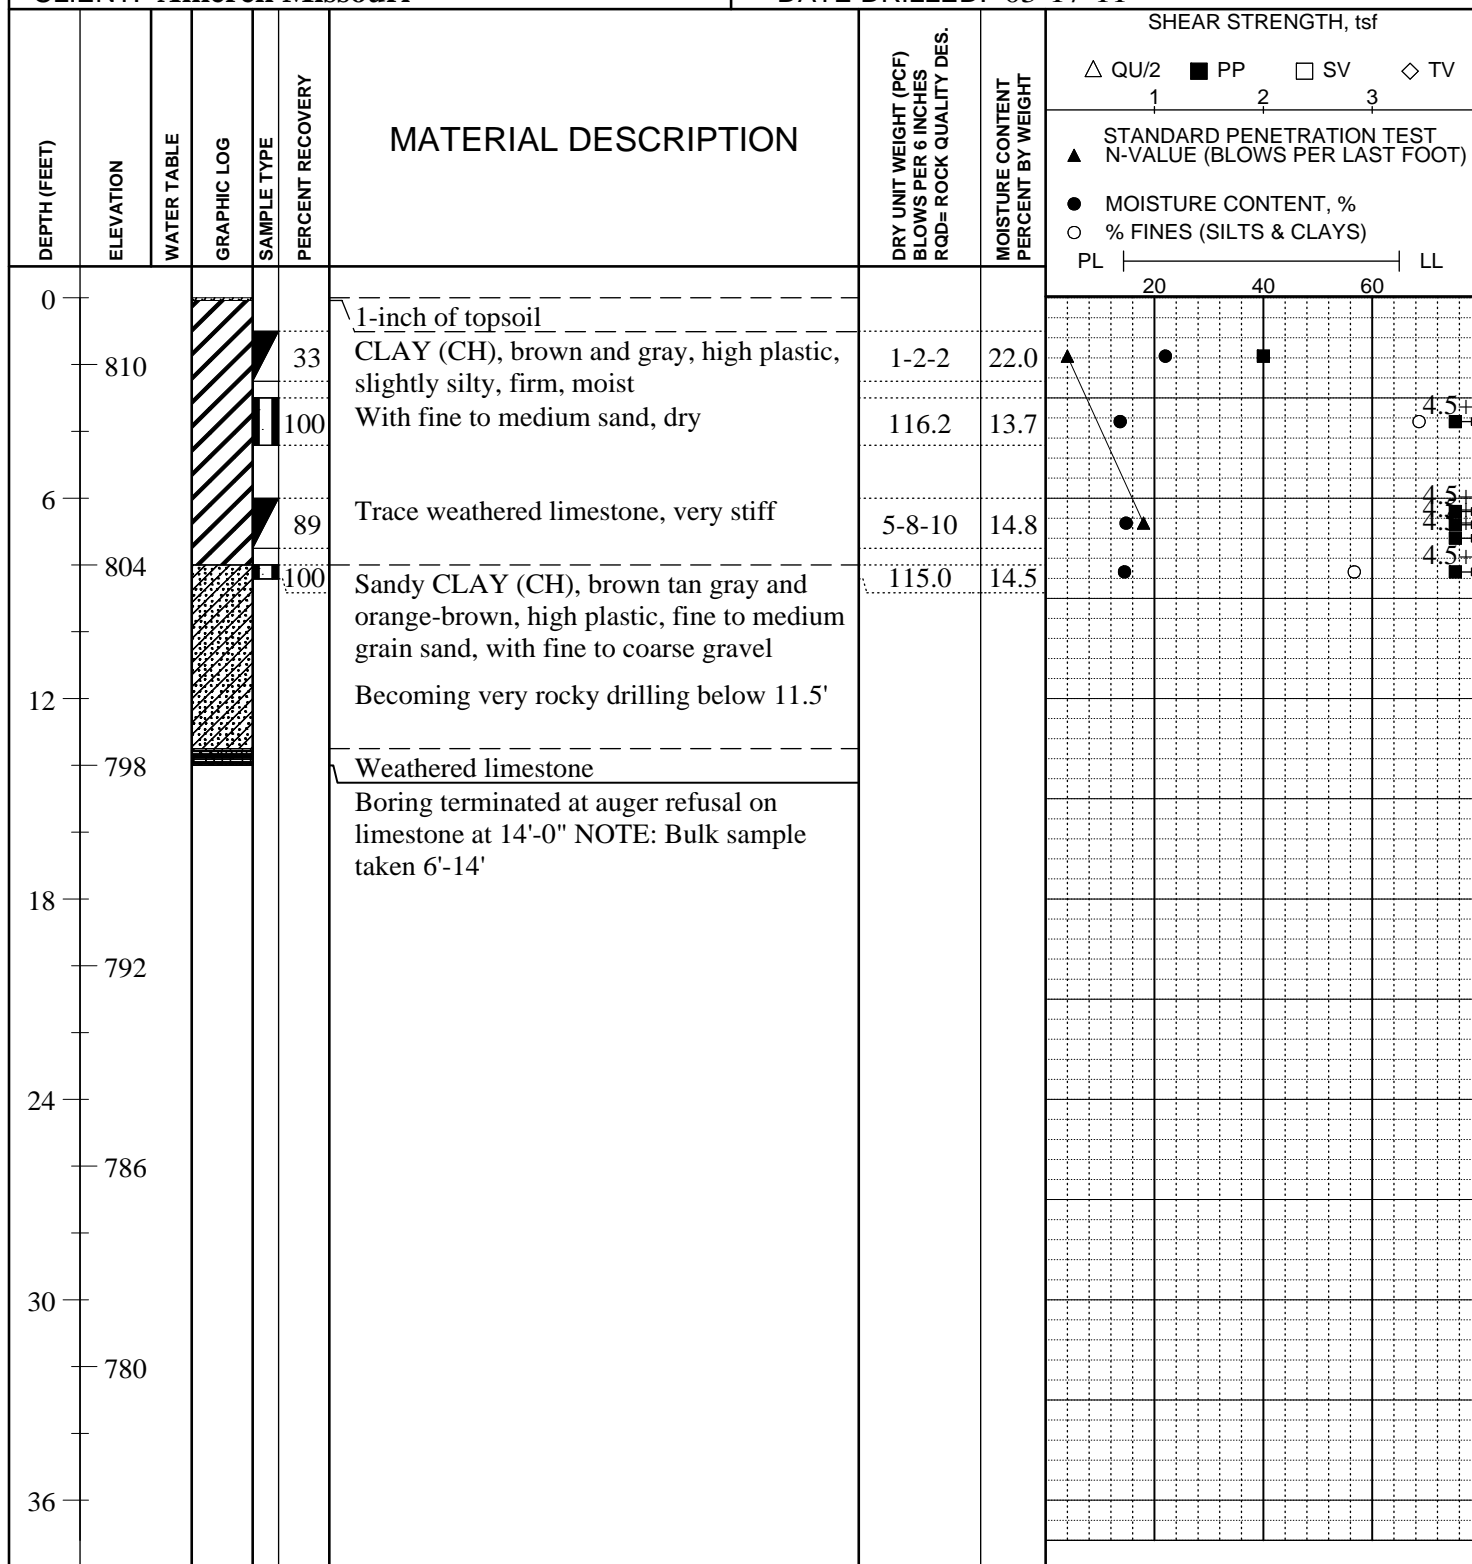 SHEAR STRENGTH, tsf
QU/2 PP SV TV
1 2 3
STANDARD PENETRATION TEST
N-VALUE (BLOWS PER LAST FOOT)
MOISTURE CONTENT, %
% FINES (SILTS & CLAYS)
PL LL
20 40 60
DEPTH (FEET)
ELEVATION
WATER TABLE
GRAPHIC LOG
SAMPLE TYPE
PERCENT RECOVERY
MATERIAL DESCRIPTION
DRY UNIT WEIGHT (PCF)
BLOWS PER 6 INCHES
RQD= ROCK QUALITY DES.
MOISTURE CONTENT
PERCENT BY WEIGHT
0
1-inch of topsoil
810 33 CLAY (CH), brown and gray, high plastic, 1-2-2 22.0
slightly silty, firm, moist
100 With fine to medium sand, dry 116.2 13.7 4.5+
6 4.5+
89 Trace weathered limestone, very stiff 5-8-10 14.8
804 4.5+
100 Sandy CLAY (CH), brown tan gray and 115.0 14.5
orange-brown, high plastic, fine to medium
grain sand, with fine to coarse gravel
12 Becoming very rocky drilling below 11.5'
798 Weathered limestone
Boring terminated at auger refusal on
limestone at 14'-0" NOTE: Bulk sample
taken 6'-14'
18
792
24
786
30
780
36